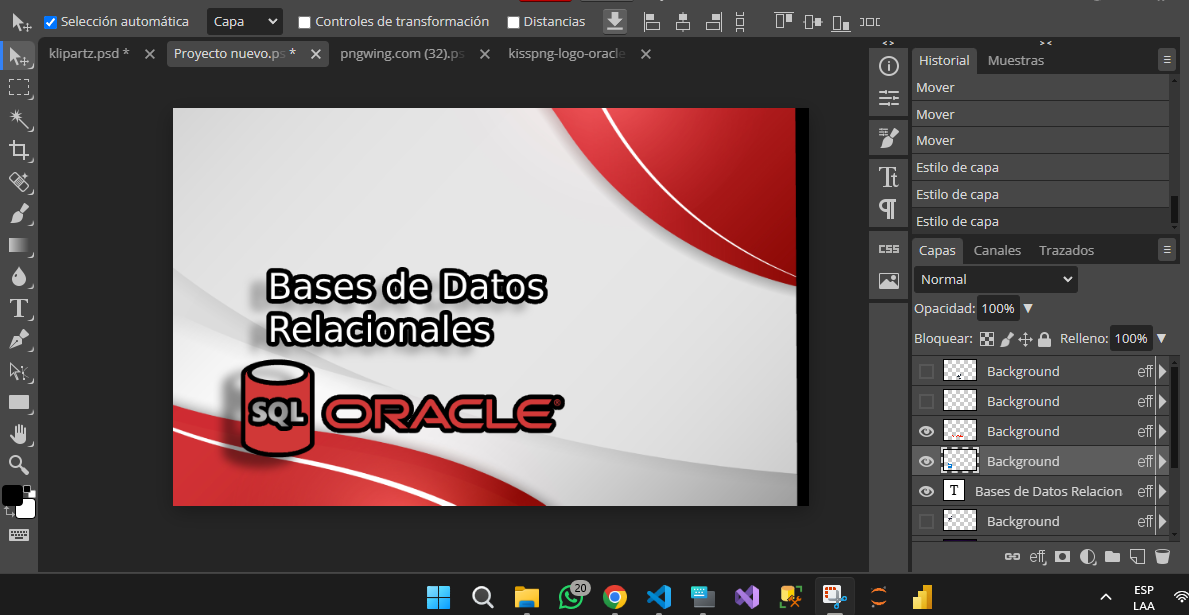 Selección automática Capa Controles de transformación Distancias
klipartz.psd * Proyecto nuevo.ps * pngwing.com (32).ps kisspng-logo-oracle
Historial Muestras
Mover
Mover
Mover
Estilo de capa
Estilo de capa
Estilo de capa
CSS
Capas Canales Trazados
Normal
Opacidad: 100%
Bloquear: Relleno: 100%
Background eff
Background eff
Background eff
Background eff
T Bases de Datos Relacion eff
Background eff
eff
Bases de Datos
Relacionales
SQL ORACLE®
20
ESP
LAA